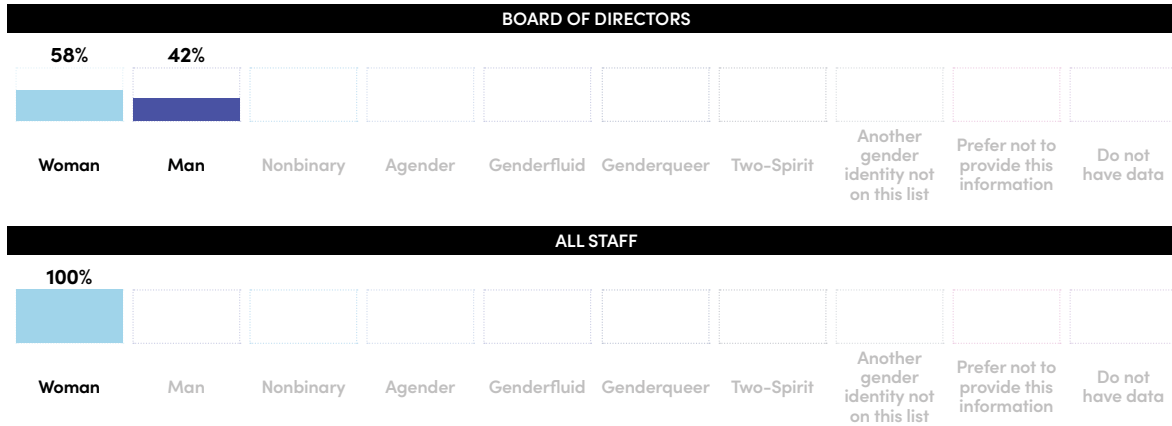 BOARD OF DIRECTORS
58%
42%
Woman
Man
Nonbinary
Agender
Genderfluid
Genderqueer
Two-Spirit
Another
gender
identity not
on this list
Prefer not to
provide this
information
Do not
have data
ALL STAFF
100%
Woman
Man
Nonbinary
Agender
Genderfluid
Genderqueer
Two-Spirit
Another
gender
identity not
on this list
Prefer not to
provide this
information
Do not
have data